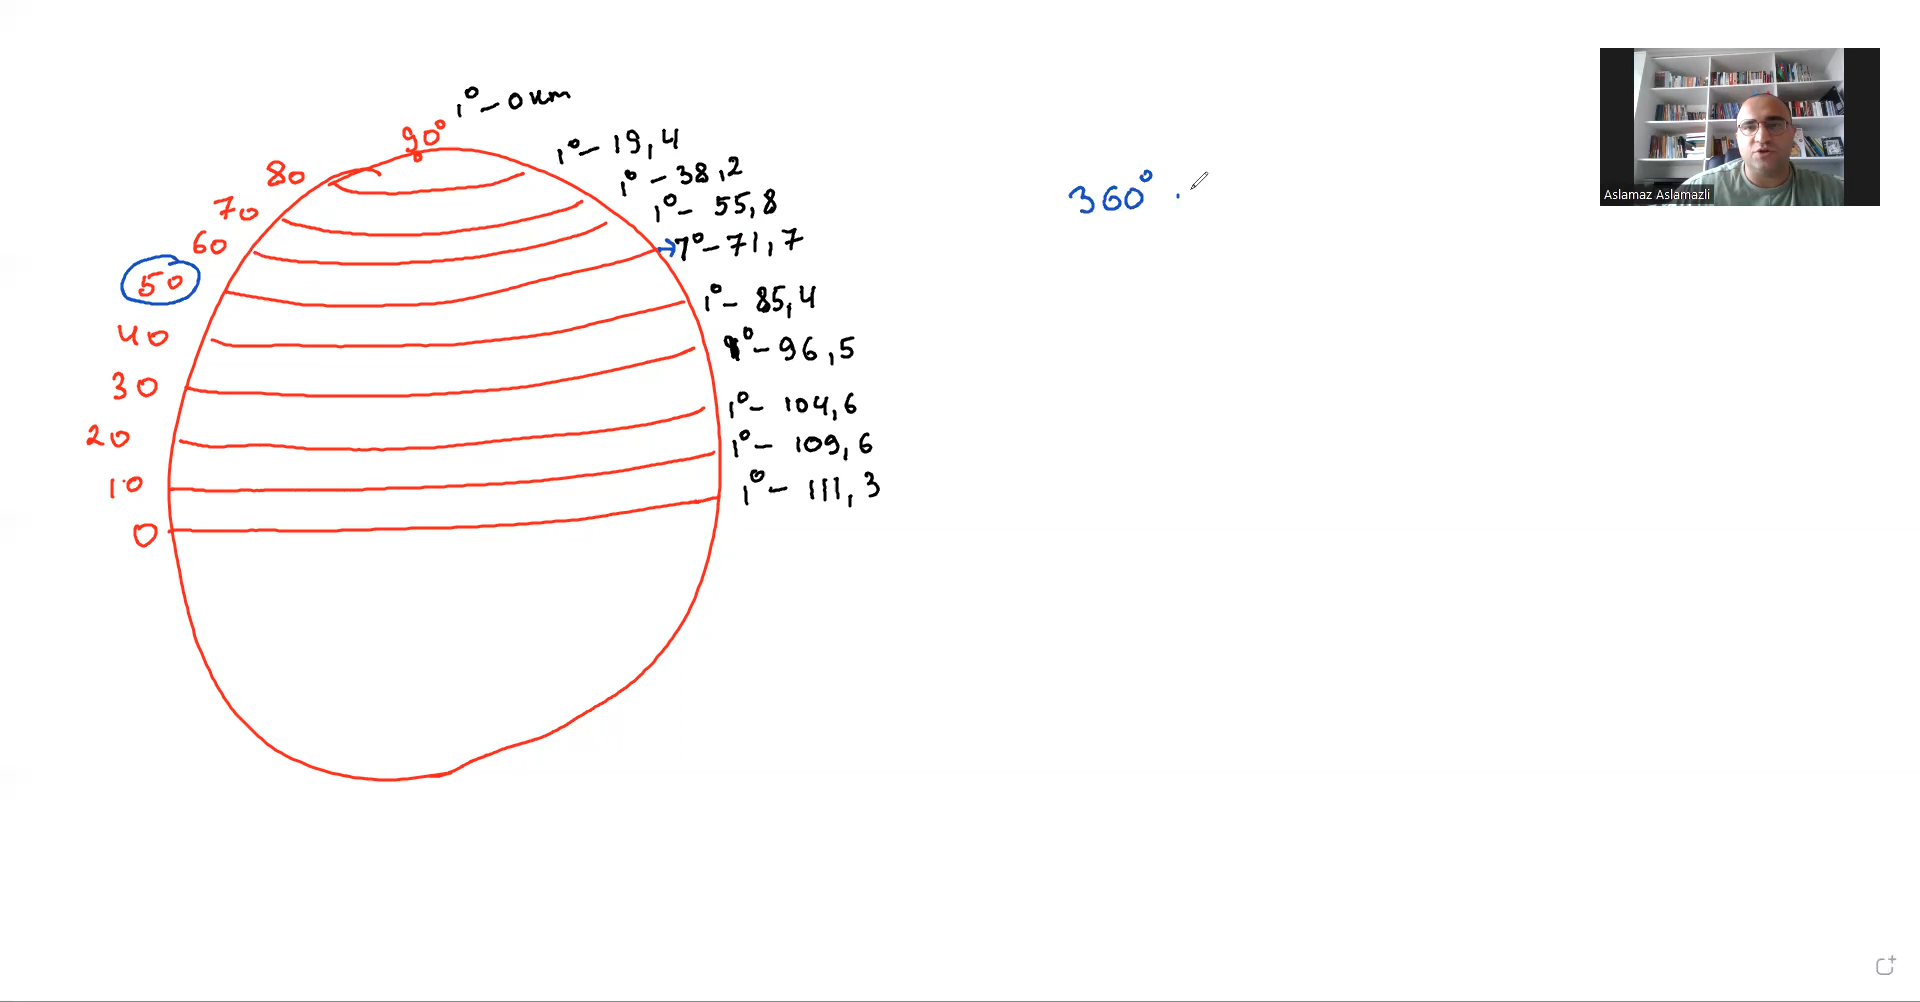 1° – 0 km
90°
1° – 19,4
80
1° – 38,2
70
1° – 55,8
60
1° – 71,7
50
1° – 85,4
40
1° – 96,5
30
1° – 104,6
20
1° – 109,6
10
1° – 111,3
0
360° .
Aslamaz Aslamazli